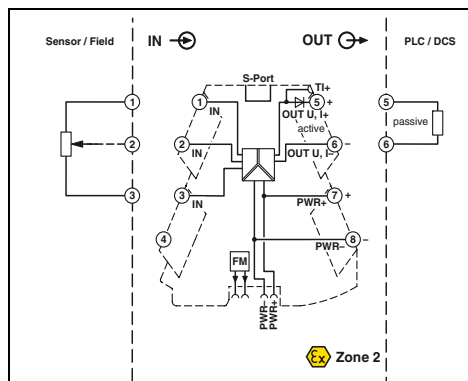 Sensor / Field
IN
OUT
PLC / DCS
S-Port
TI+
1
1
5
+
5
IN
OUT U, I+
active
passive
2
2
6
–
6
IN
OUT U, I–
3
3
7
+
IN
PWR+
4
8
–
PWR–
FM
PWR–
PWR+
Ex
Zone 2